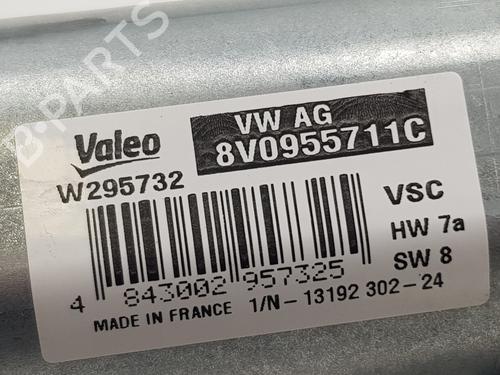 B-PARTS
Valeo
VW AG
8V0955711C
W295732
VSC
HW 7a
SW 8
4 843002 957325
1/N - 13192 302-24
MADE IN FRANCE